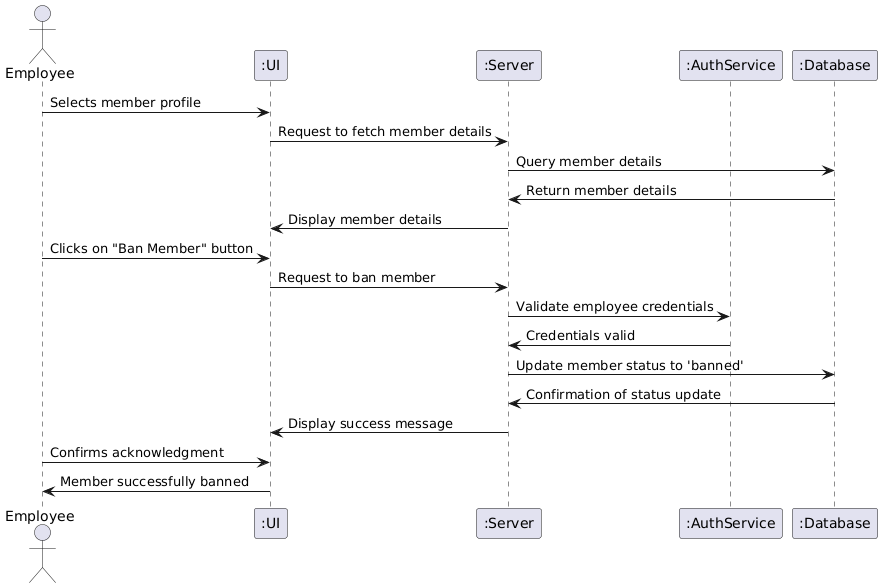 Employee
:UI
:Server
:AuthService
:Database
Selects member profile
Request to fetch member details
Query member details
Return member details
Display member details
Clicks on "Ban Member" button
Request to ban member
Validate employee credentials
Credentials valid
Update member status to 'banned'
Confirmation of status update
Display success message
Confirms acknowledgment
Member successfully banned
Employee
:UI
:Server
:AuthService
:Database